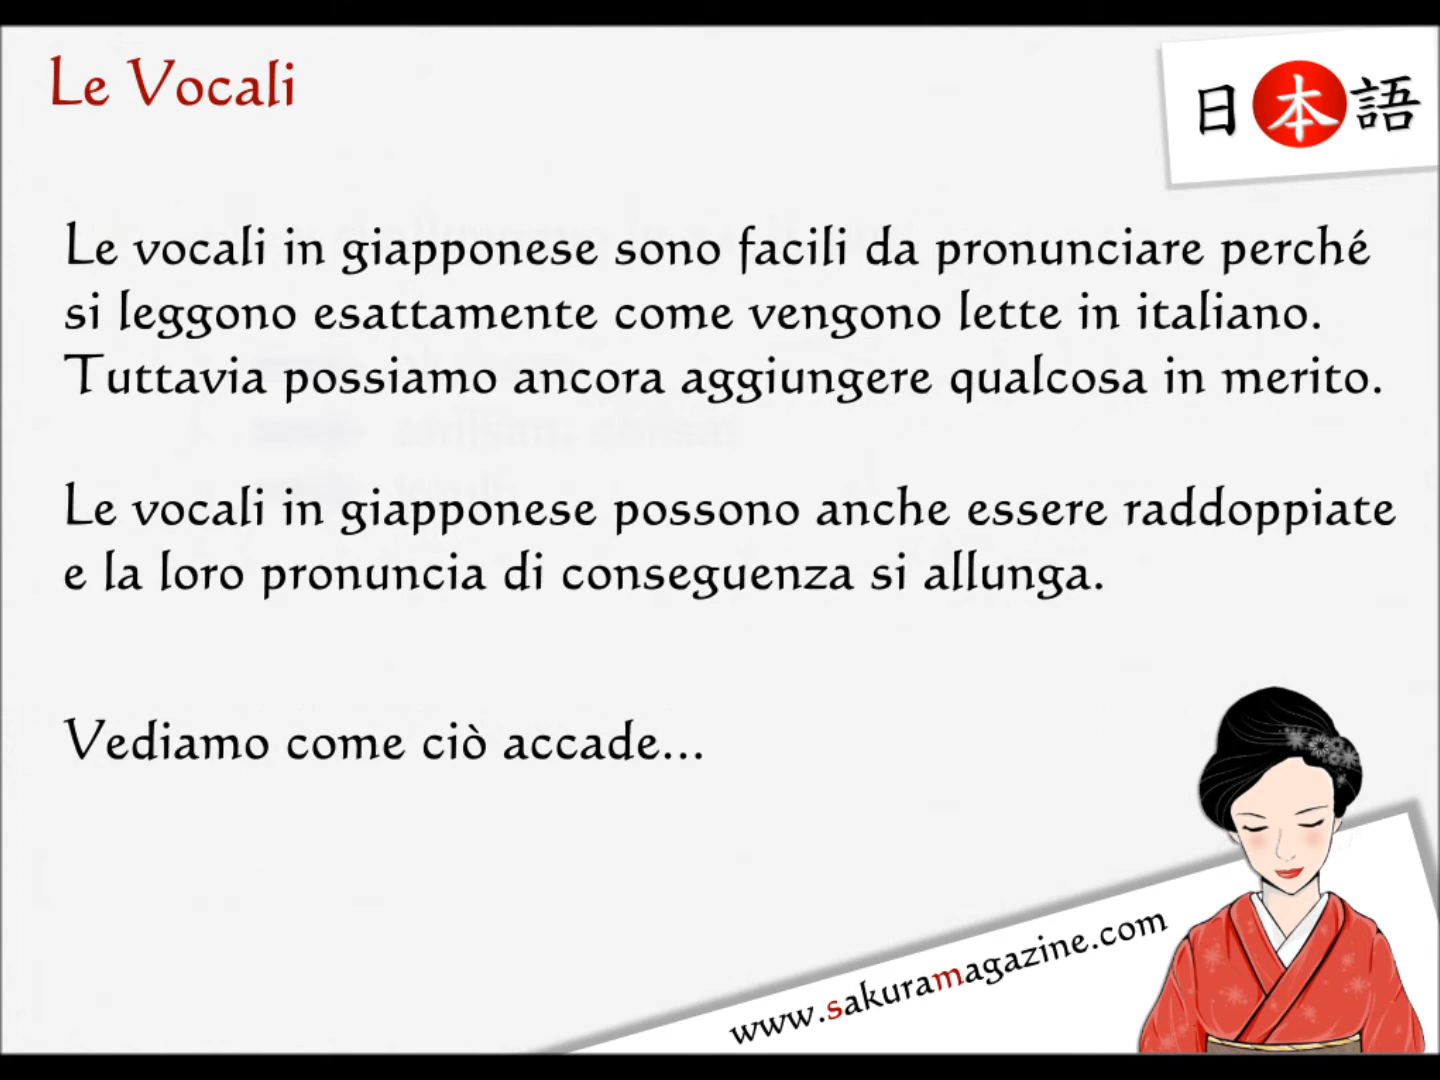 Le Vocali
日本語
Le vocali in giapponese sono facili da pronunciare perché
si leggono esattamente come vengono lette in italiano.
Tuttavia possiamo ancora aggiungere qualcosa in merito.
Le vocali in giapponese possono anche essere raddoppiate
e la loro pronuncia di conseguenza si allunga.
Vediamo come ciò accade...
www.sakuramagazine.com